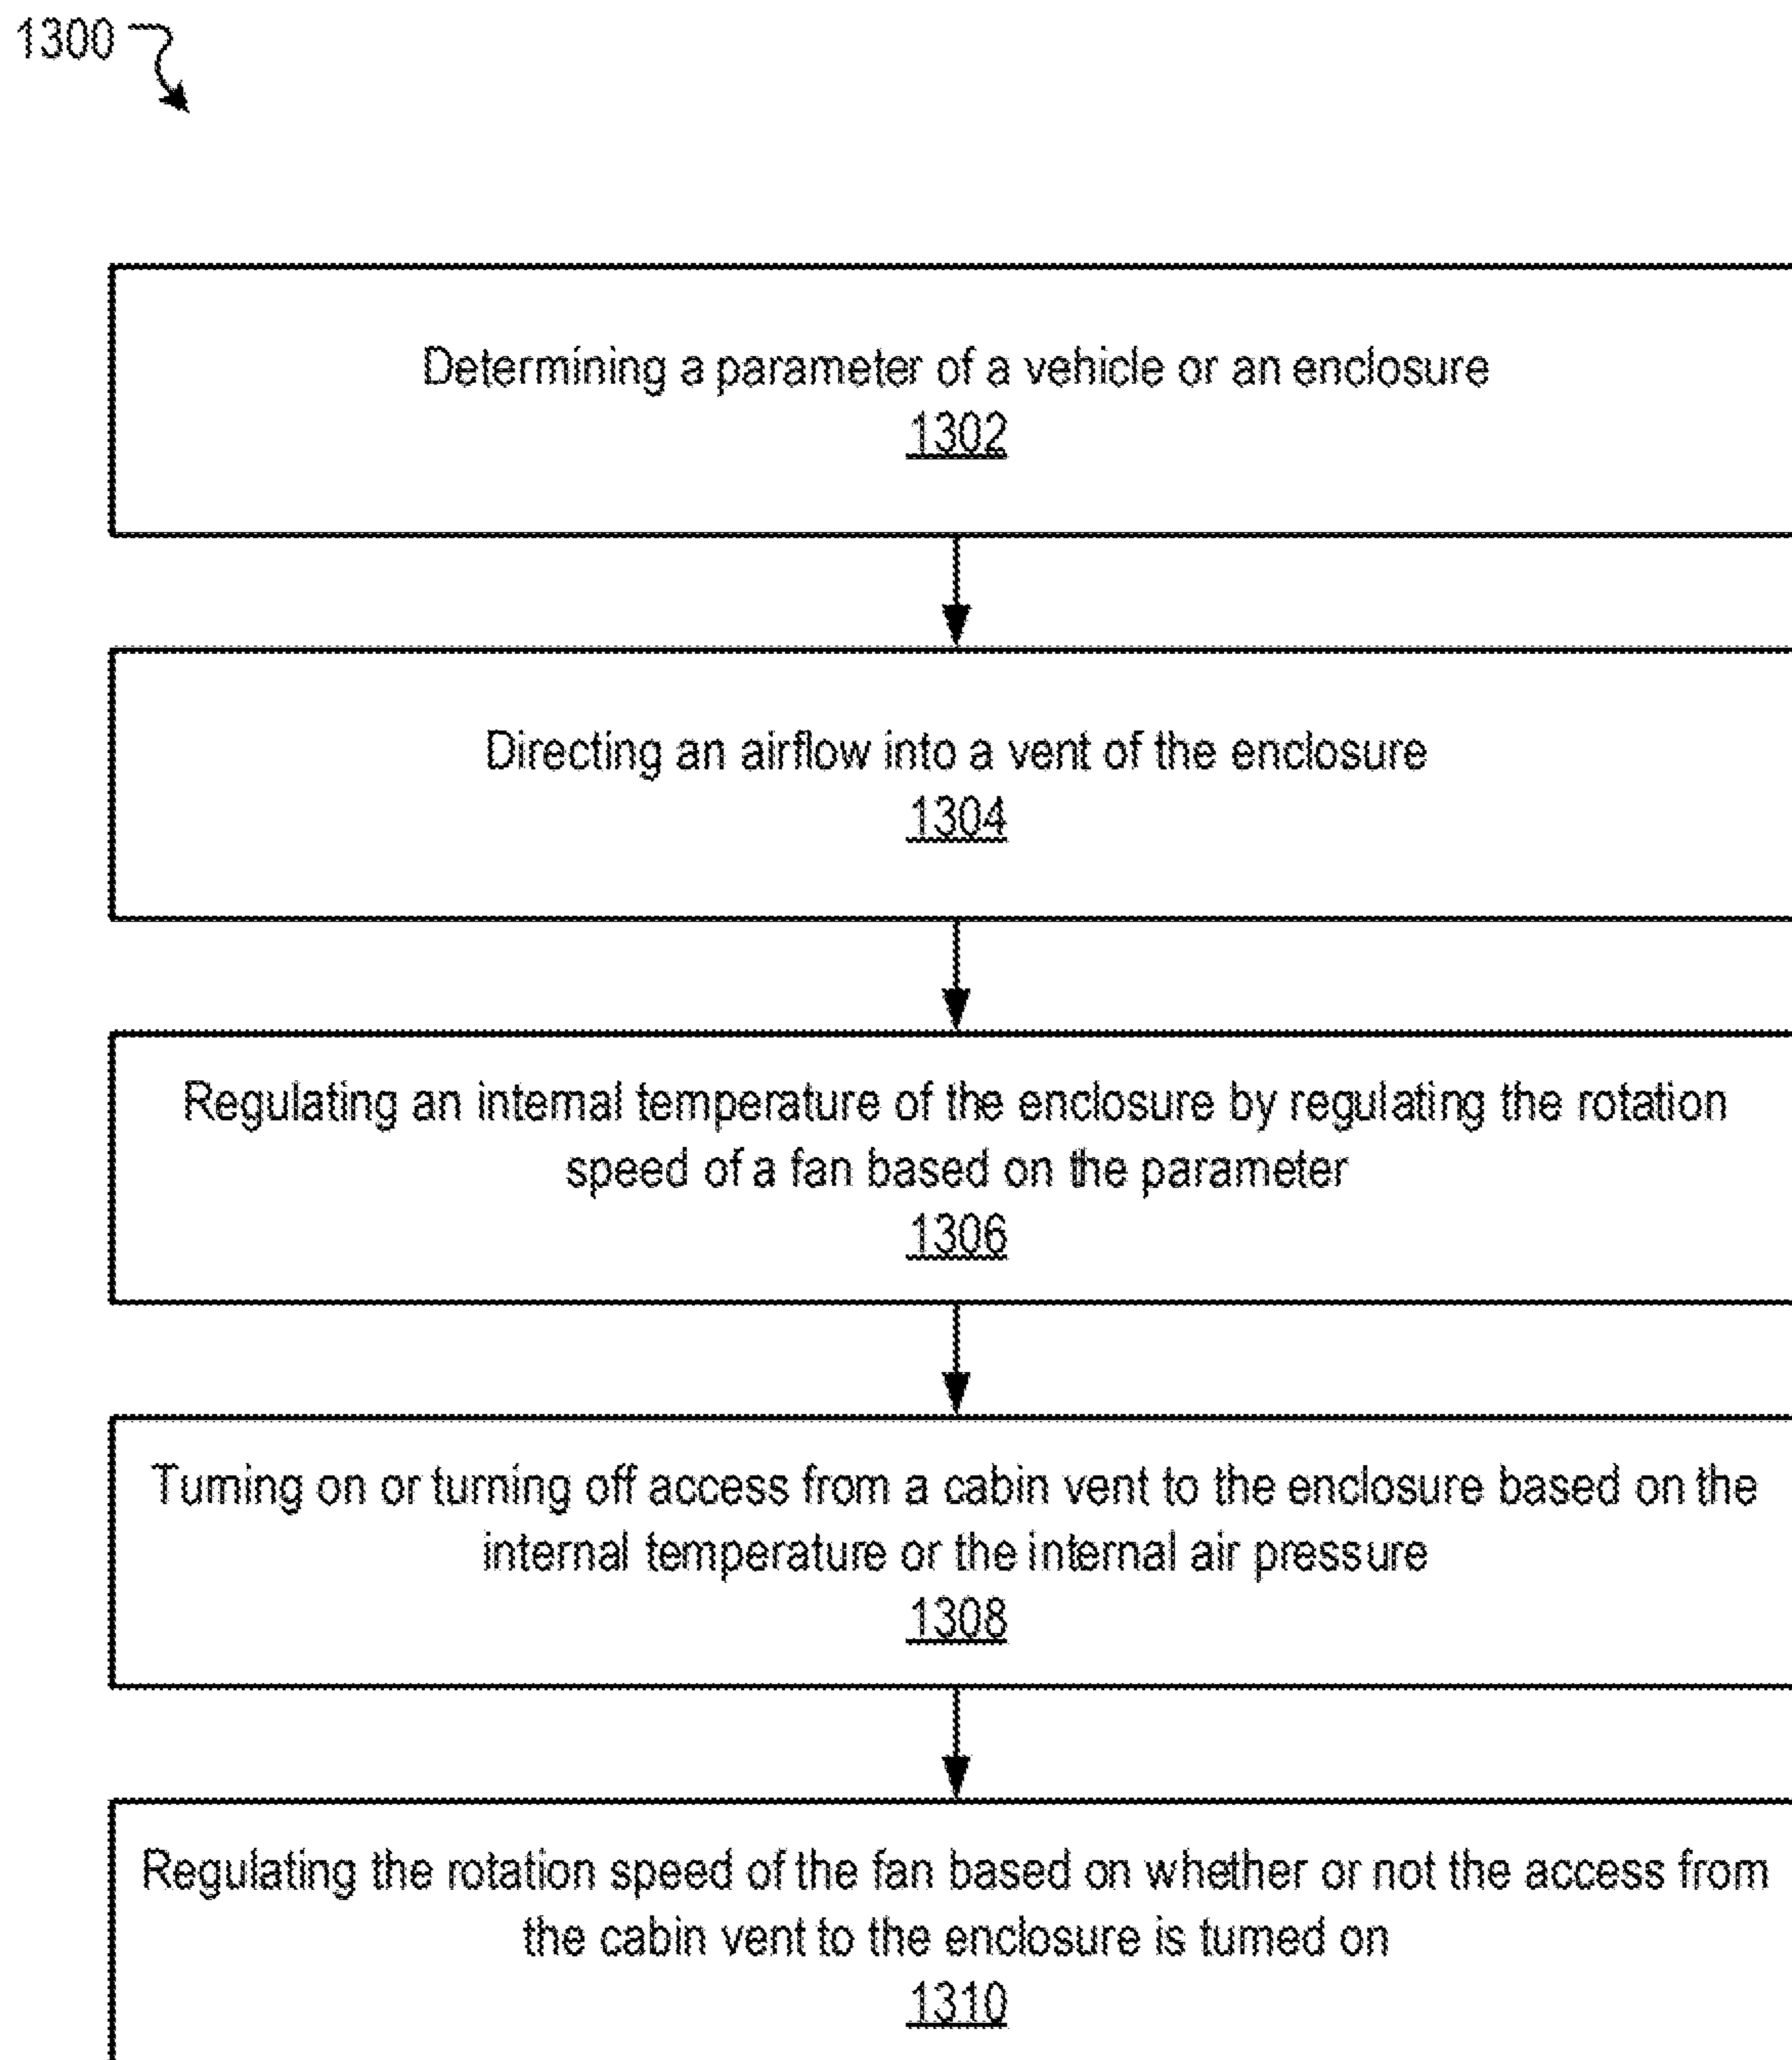 1300
Determining a parameter of a vehicle or an enclosure
1302
Directing an airflow into a vent of the enclosure
1304
Regulating an internal temperature of the enclosure by regulating the rotation
speed of a fan based on the parameter
1306
Turning on or turning off access from a cabin vent to the enclosure based on the
internal temperature or the internal air pressure
1308
Regulating the rotation speed of the fan based on whether or not the access from
the cabin vent to the enclosure is turned on
1310